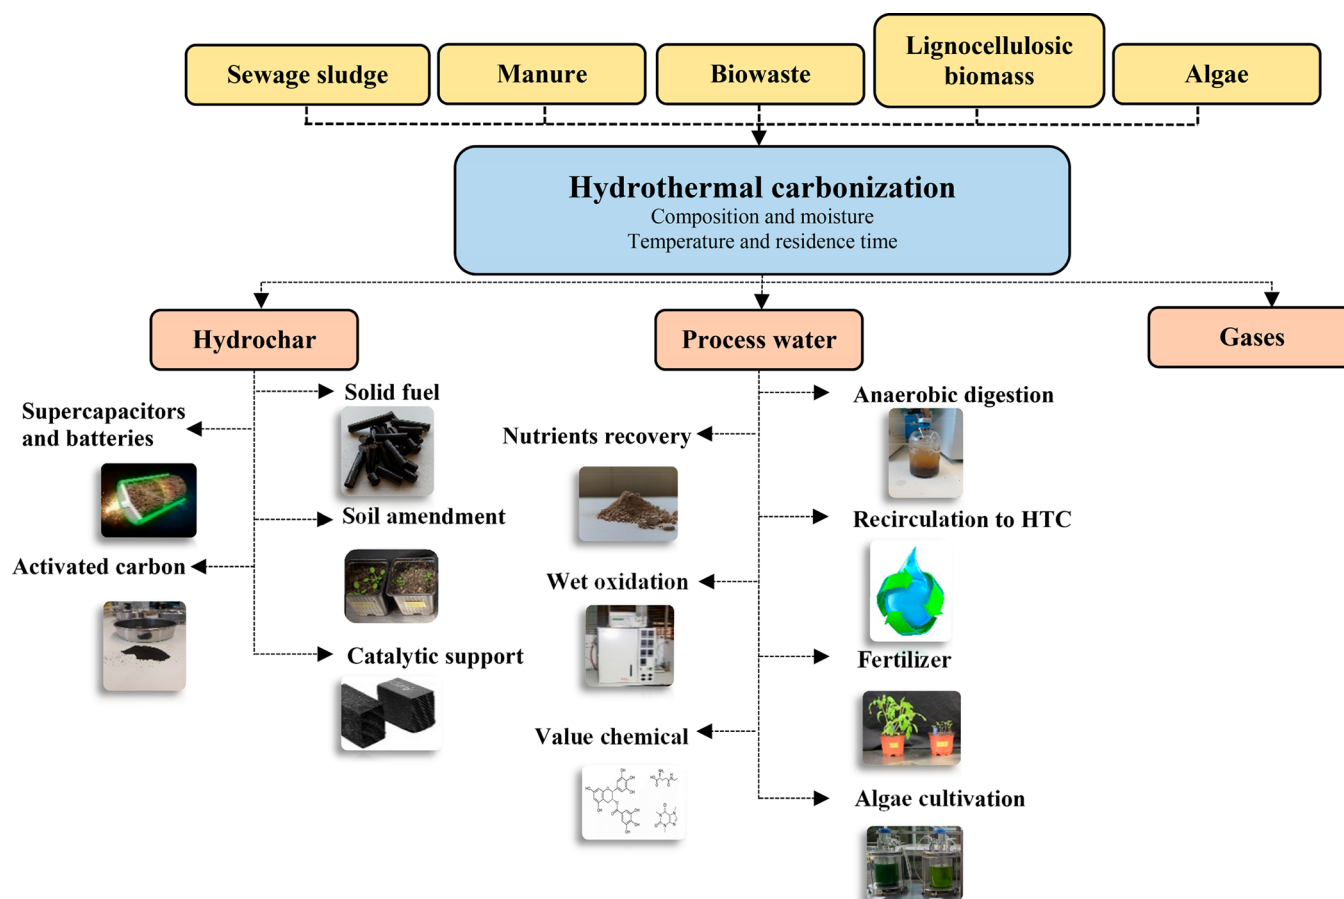 Sewage sludge
Manure
Biowaste
Lignocellulosic
biomass
Algae
Hydrothermal carbonization
Composition and moisture
Temperature and residence time
Hydrochar
Process water
Gases
Solid fuel
Supercapacitors
and batteries
Soil amendment
Activated carbon
Catalytic support
Anaerobic digestion
Nutrients recovery
Recirculation to HTC
Wet oxidation
Fertilizer
Value chemical
Algae cultivation